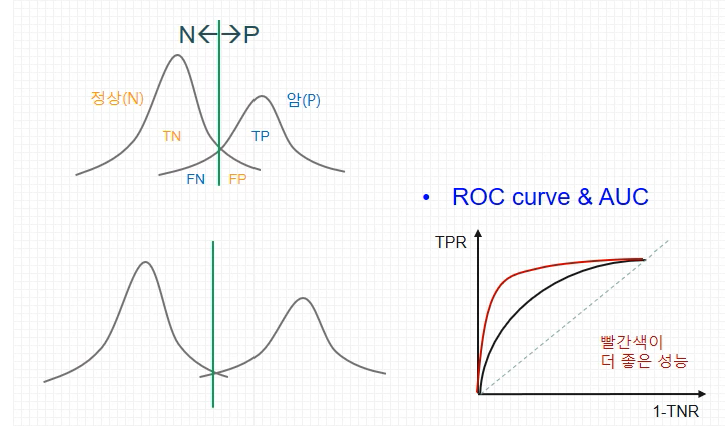 N←→P
정상(N)
암(P)
TN
TP
FN
FP
• ROC curve & AUC
TPR
빨간색이
더 좋은 성능
1-TNR